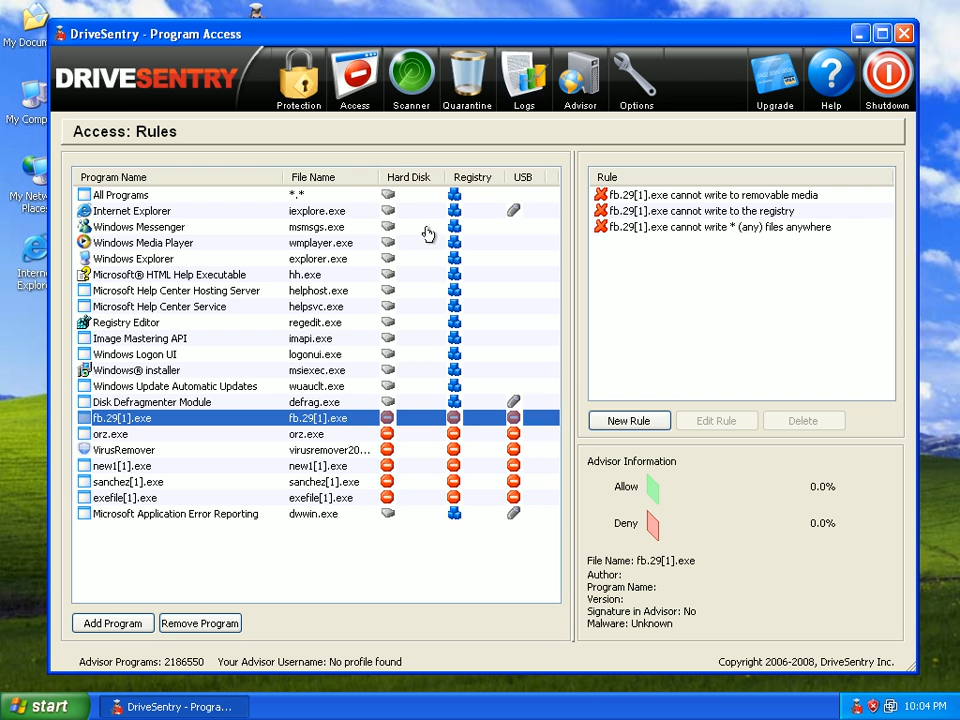 My Docum
My Comp
My Netw
Places
Intern
Explor
DriveSentry - Program Access
DRIVESENTRY
Protection Access Scanner Quarantine Logs Advisor Options Upgrade Help Shutdown
Access: Rules
Program Name File Name Hard Disk Registry USB
All Programs *.*
Internet Explorer iexplore.exe
Windows Messenger msmsgs.exe
Windows Media Player wmplayer.exe
Windows Explorer explorer.exe
Microsoft® HTML Help Executable hh.exe
Microsoft Help Center Hosting Server helphost.exe
Microsoft Help Center Service helpsvc.exe
Registry Editor regedit.exe
Image Mastering API imapi.exe
Windows Logon UI logonui.exe
Windows® installer msiexec.exe
Windows Update Automatic Updates wuauclt.exe
Disk Defragmenter Module defrag.exe
fb.29[1].exe fb.29[1].exe
orz.exe orz.exe
VirusRemover virusremover20...
new1[1].exe new1[1].exe
sanchez[1].exe sanchez[1].exe
exefile[1].exe exefile[1].exe
Microsoft Application Error Reporting dwwin.exe
Add Program Remove Program
Rule
fb.29[1].exe cannot write to removable media
fb.29[1].exe cannot write to the registry
fb.29[1].exe cannot write * (any) files anywhere
New Rule Edit Rule Delete
Advisor Information
Allow 0.0%
Deny 0.0%
File Name: fb.29[1].exe
Author:
Program Name:
Version:
Signature in Advisor: No
Malware: Unknown
Advisor Programs: 2186550 Your Advisor Username: No profile found Copyright 2006-2008, DriveSentry Inc.
start DriveSentry - Progra... 10:04 PM